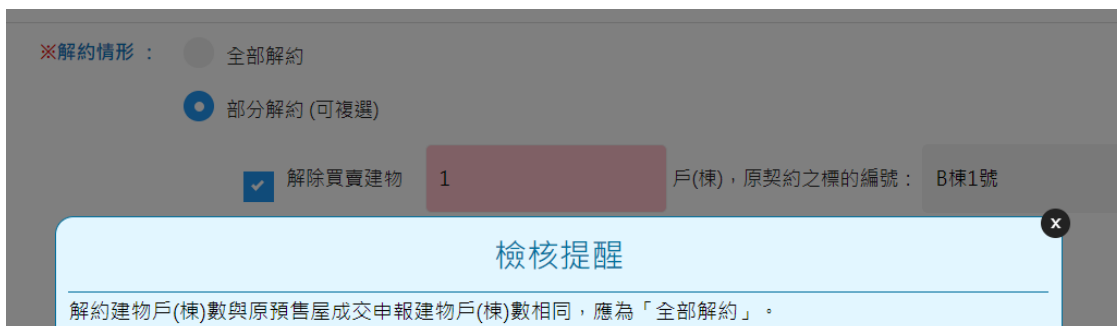 ※解約情形 : 全部解約
部分解約 (可複選)
解除買賣建物 1 戶(棟),原契約之標的編號: B棟1號
x
檢核提醒
解約建物戶(棟)數與原預售屋成交申報建物戶(棟)數相同,應為「全部解約」。